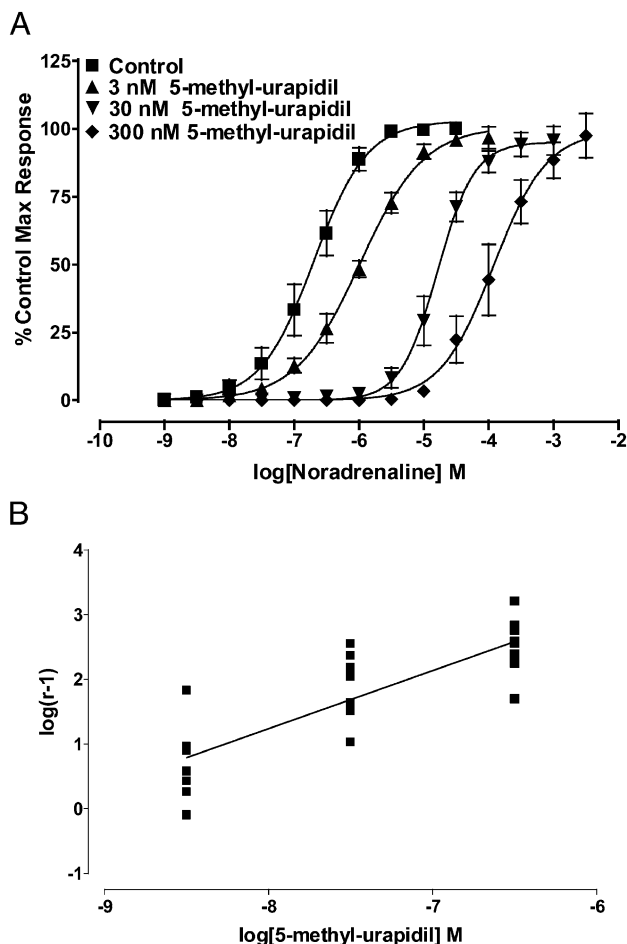 A
125
100
75
50
25
0
%Control Max Response
Control
3 nM 5-methyl-urapidil
30 nM 5-methyl-urapidil
300 nM 5-methyl-urapidil
-10 -9 -8 -7 -6 -5 -4 -3 -2
log[Noradrenaline] M
B
4
3
2
1
0
-1
log(r-1)
-9 -8 -7 -6
log[5-methyl-urapidil] M